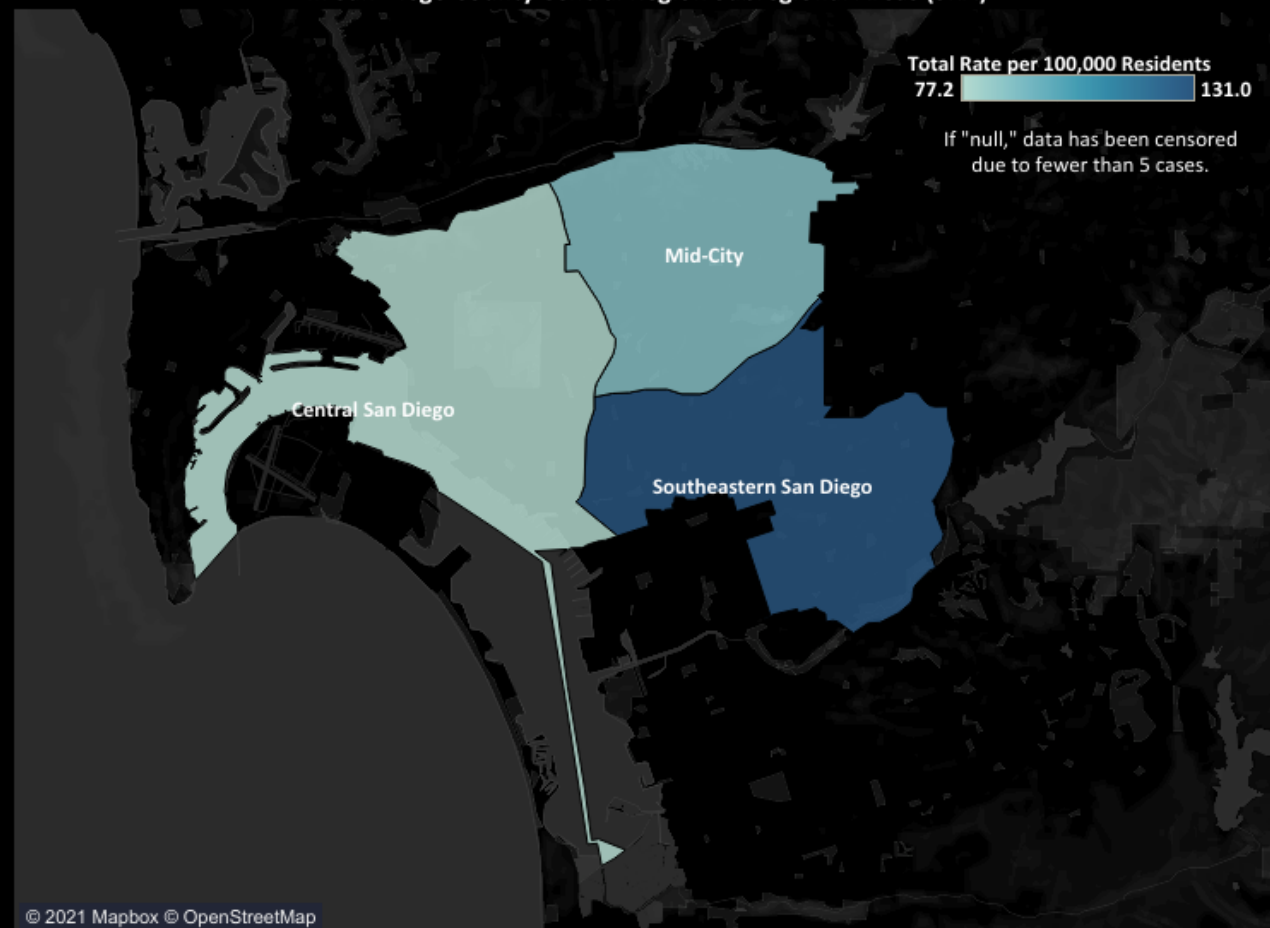 Total Rate per 100,000 Residents
77.2 131.0
If "null," data has been censored
due to fewer than 5 cases.
Mid-City
Central San Diego
Southeastern San Diego
© 2021 Mapbox © OpenStreetMap